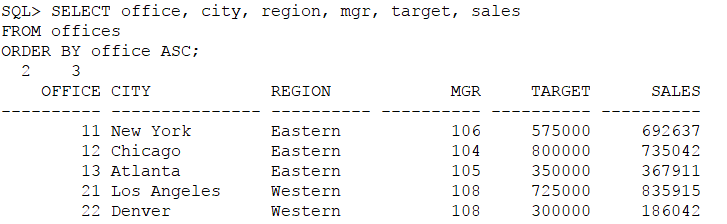 SQL> SELECT office, city, region, mgr, target, sales
FROM offices
ORDER BY office ASC;
  2    3
    OFFICE CITY            REGION            MGR     TARGET      SALES
---------- --------------- ---------- ---------- ---------- ----------
        11 New York        Eastern           106     575000     692637
        12 Chicago         Eastern           104     800000     735042
        13 Atlanta         Eastern           105     350000     367911
        21 Los Angeles     Western           108     725000     835915
        22 Denver          Western           108     300000     186042